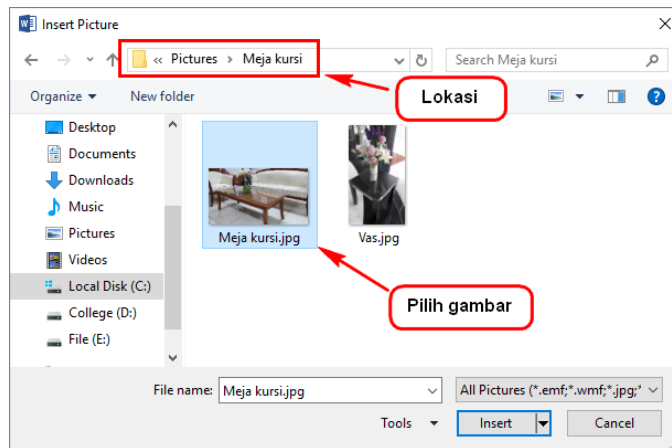 Insert Picture
« Pictures > Meja kursi
Search Meja kursi
Lokasi
Organize
New folder
Desktop
Documents
Downloads
Music
Pictures
Videos
Local Disk (C:)
College (D:)
File (E:)
Meja kursi.jpg
Vas.jpg
Pilih gambar
File name:
Meja kursi.jpg
All Pictures (*.emf;*.wmf;*.jpg;*
Tools
Insert
Cancel